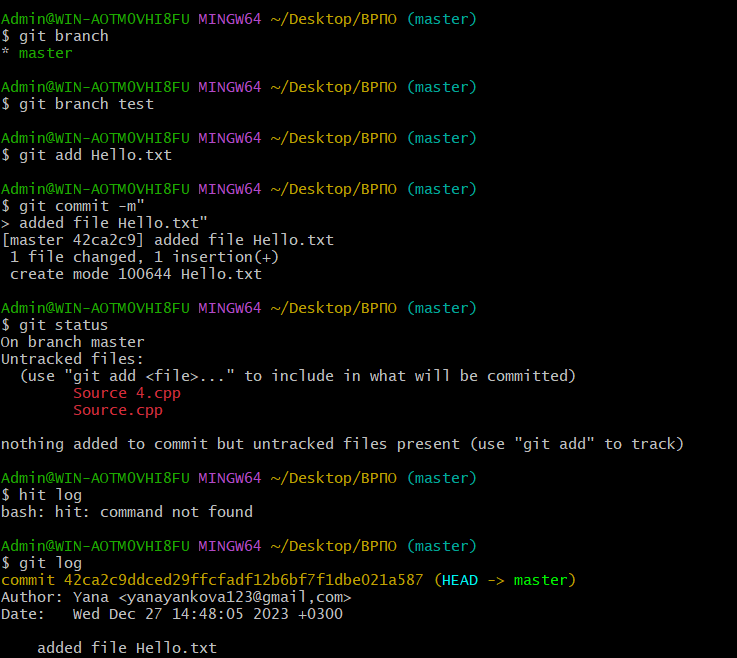 Admin@WIN-AOTM0VHI8FU MINGW64 ~/Desktop/ВРПО (master)
$ git branch
* master
Admin@WIN-AOTM0VHI8FU MINGW64 ~/Desktop/ВРПО (master)
$ git branch test
Admin@WIN-AOTM0VHI8FU MINGW64 ~/Desktop/ВРПО (master)
$ git add Hello.txt
Admin@WIN-AOTM0VHI8FU MINGW64 ~/Desktop/ВРПО (master)
$ git commit -m"
> added file Hello.txt"
[master 42ca2c9] added file Hello.txt
 1 file changed, 1 insertion(+)
 create mode 100644 Hello.txt
Admin@WIN-AOTM0VHI8FU MINGW64 ~/Desktop/ВРПО (master)
$ git status
On branch master
Untracked files:
  (use "git add <file>..." to include in what will be committed)
        Source 4.cpp
        Source.cpp
nothing added to commit but untracked files present (use "git add" to track)
Admin@WIN-AOTM0VHI8FU MINGW64 ~/Desktop/ВРПО (master)
$ hit log
bash: hit: command not found
Admin@WIN-AOTM0VHI8FU MINGW64 ~/Desktop/ВРПО (master)
$ git log
commit 42ca2c9ddced29ffcfadf12b6bf7f1dbe021a587 (HEAD -> master)
Author: Yana <yanayankova123@gmail,com>
Date:   Wed Dec 27 14:48:05 2023 +0300
    added file Hello.txt